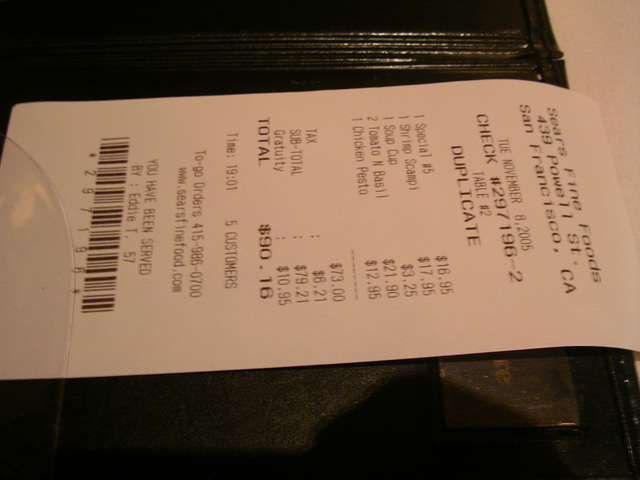 Sears Fine Foods
439 Powell St.
San Francisco, CA
TUE NOVEMBER 8,2005
CHECK #297196-2
TABLE #2
DUPLICATE
1 Special #5 $16.95
1 Shrimp Scampi $17.95
1 Soup Cup $3.25
2 Tomato N Basil $21.90
1 Chicken Pesto $12.95
----------
$73.00
TAX : $6.21
SUB-TOTAL : $79.21
Gratuity : $10.95
TOTAL $90.16
Time: 19:01 5 CUSTOMERS
To-go Orders 415-986-0700
www.searsfinefood.com
YOU HAVE BEEN SERVED
BY : Eddie T. 57
*297196*